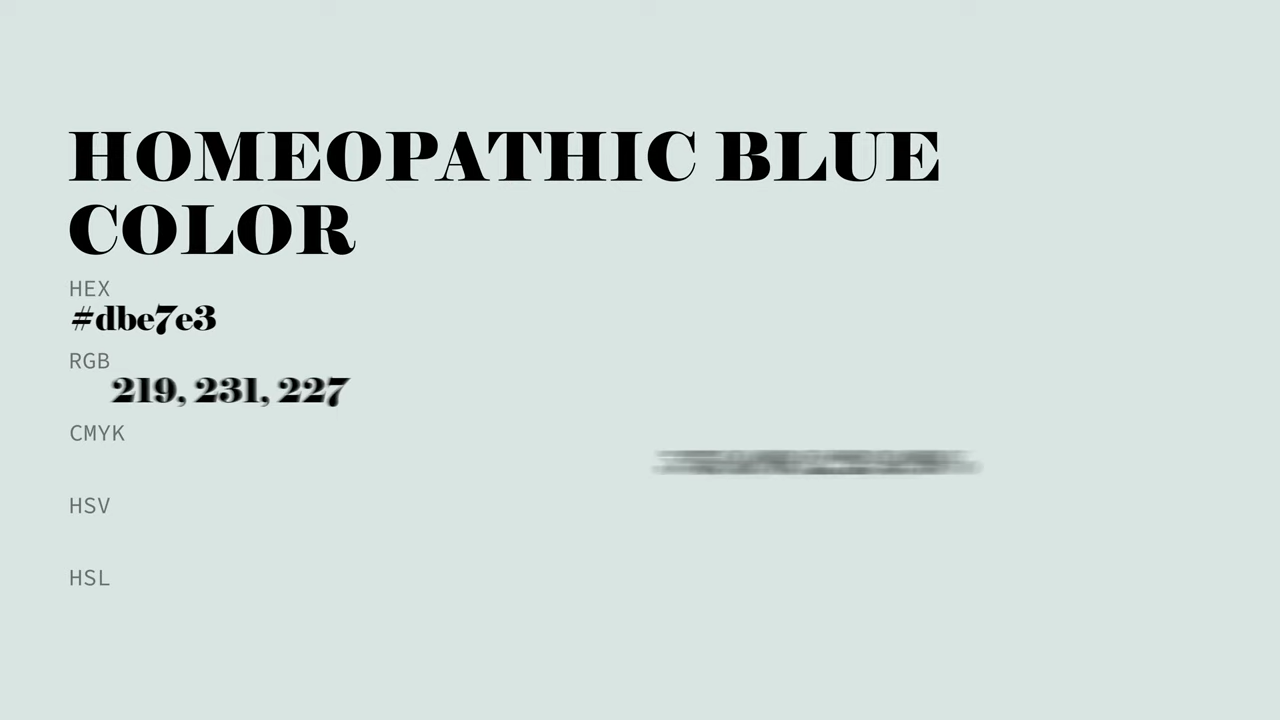 HOMEOPATHIC BLUE
COLOR
HEX
#dbe7e3
RGB
219, 231, 227
CMYK
HSV
HSL